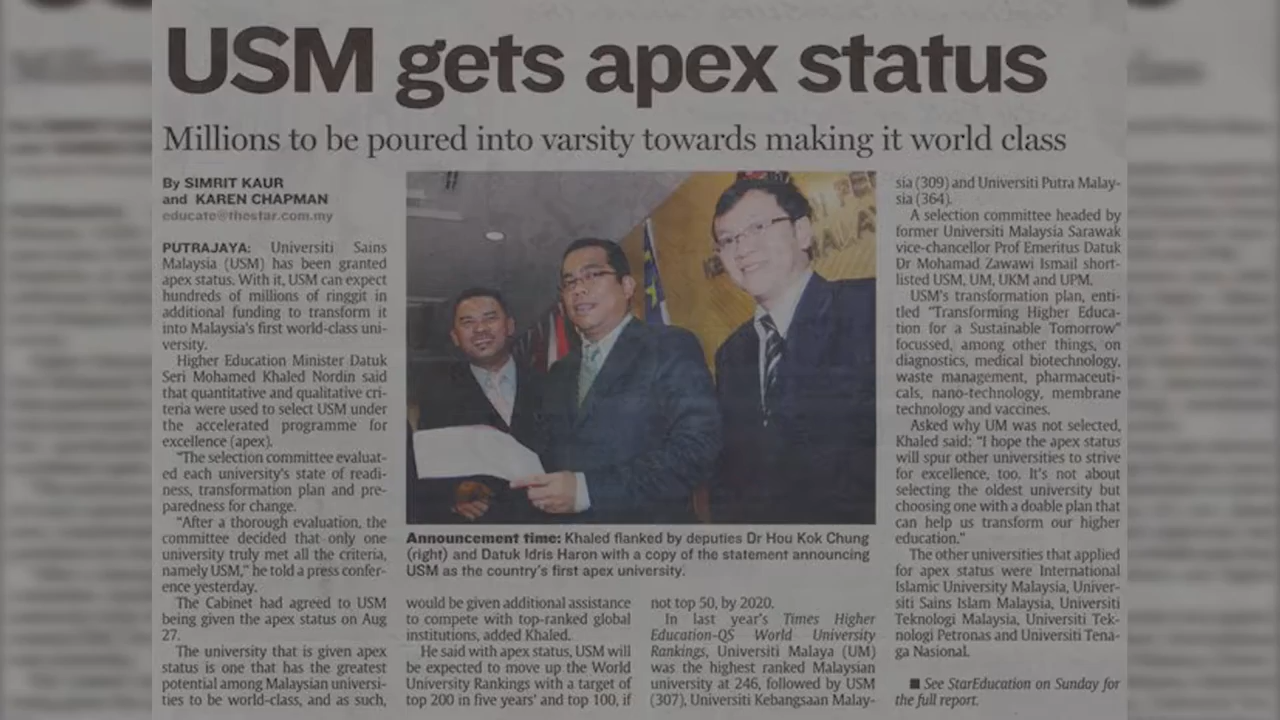 USM gets apex status
Millions to be poured into varsity towards making it world class
By SIMRIT KAUR
and KAREN CHAPMAN
educate@thestar.com.my
PUTRAJAYA: Universiti Sains
Malaysia (USM) has been granted
apex status. With it, USM can expect
hundreds of millions of ringgit in
additional funding to transform it
into Malaysia's first world-class uni-
versity.
Higher Education Minister Datuk
Seri Mohamed Khaled Nordin said
that quantitative and qualitative cri-
teria were used to select USM under
the accelerated programme for
excellence (apex).
"The selection committee evaluat-
ed each university's state of readi-
ness, transformation plan and pre-
paredness for change.
"After a thorough evaluation, the
committee decided that only one
university truly met all the criteria,
namely USM," he told a press confer-
ence yesterday.
The Cabinet had agreed to USM
being given the apex status on Aug
27.
The university that is given apex
status is one that has the greatest
potential among Malaysian universi-
ties to be world-class, and as such,
Announcement time: Khaled flanked by deputies Dr Hou Kok Chung
(right) and Datuk Idris Haron with a copy of the statement announcing
USM as the country's first apex university.
would be given additional assistance
to compete with top-ranked global
institutions, added Khaled.
He said with apex status, USM will
be expected to move up the World
University Rankings with a target of
top 200 in five years' and top 100, if
not top 50, by 2020.
In last year's Times Higher
Education-QS World University
Rankings, Universiti Malaya (UM)
was the highest ranked Malaysian
university at 246, followed by USM
(307), Universiti Kebangsaan Malay-
sia (309) and Universiti Putra Malay-
sia (364).
A selection committee headed by
former Universiti Malaysia Sarawak
vice-chancellor Prof Emeritus Datuk
Dr Mohamad Zawawi Ismail short-
listed USM, UM, UKM and UPM.
USM's transformation plan, enti-
tled "Transforming Higher Educa-
tion for a Sustainable Tomorrow"
focussed, among other things, on
diagnostics, medical biotechnology,
waste management, pharmaceuti-
cals, nano-technology, membrane
technology and vaccines.
Asked why UM was not selected,
Khaled said: "I hope the apex status
will spur other universities to strive
for excellence, too. It's not about
selecting the oldest university but
choosing one with a doable plan that
can help us transform our higher
education."
The other universities that applied
for apex status were International
Islamic University Malaysia, Univer-
siti Sains Islam Malaysia, Universiti
Teknologi Malaysia, Universiti Tek-
nologi Petronas and Universiti Tena-
ga Nasional.
■ See StarEducation on Sunday for
the full report.